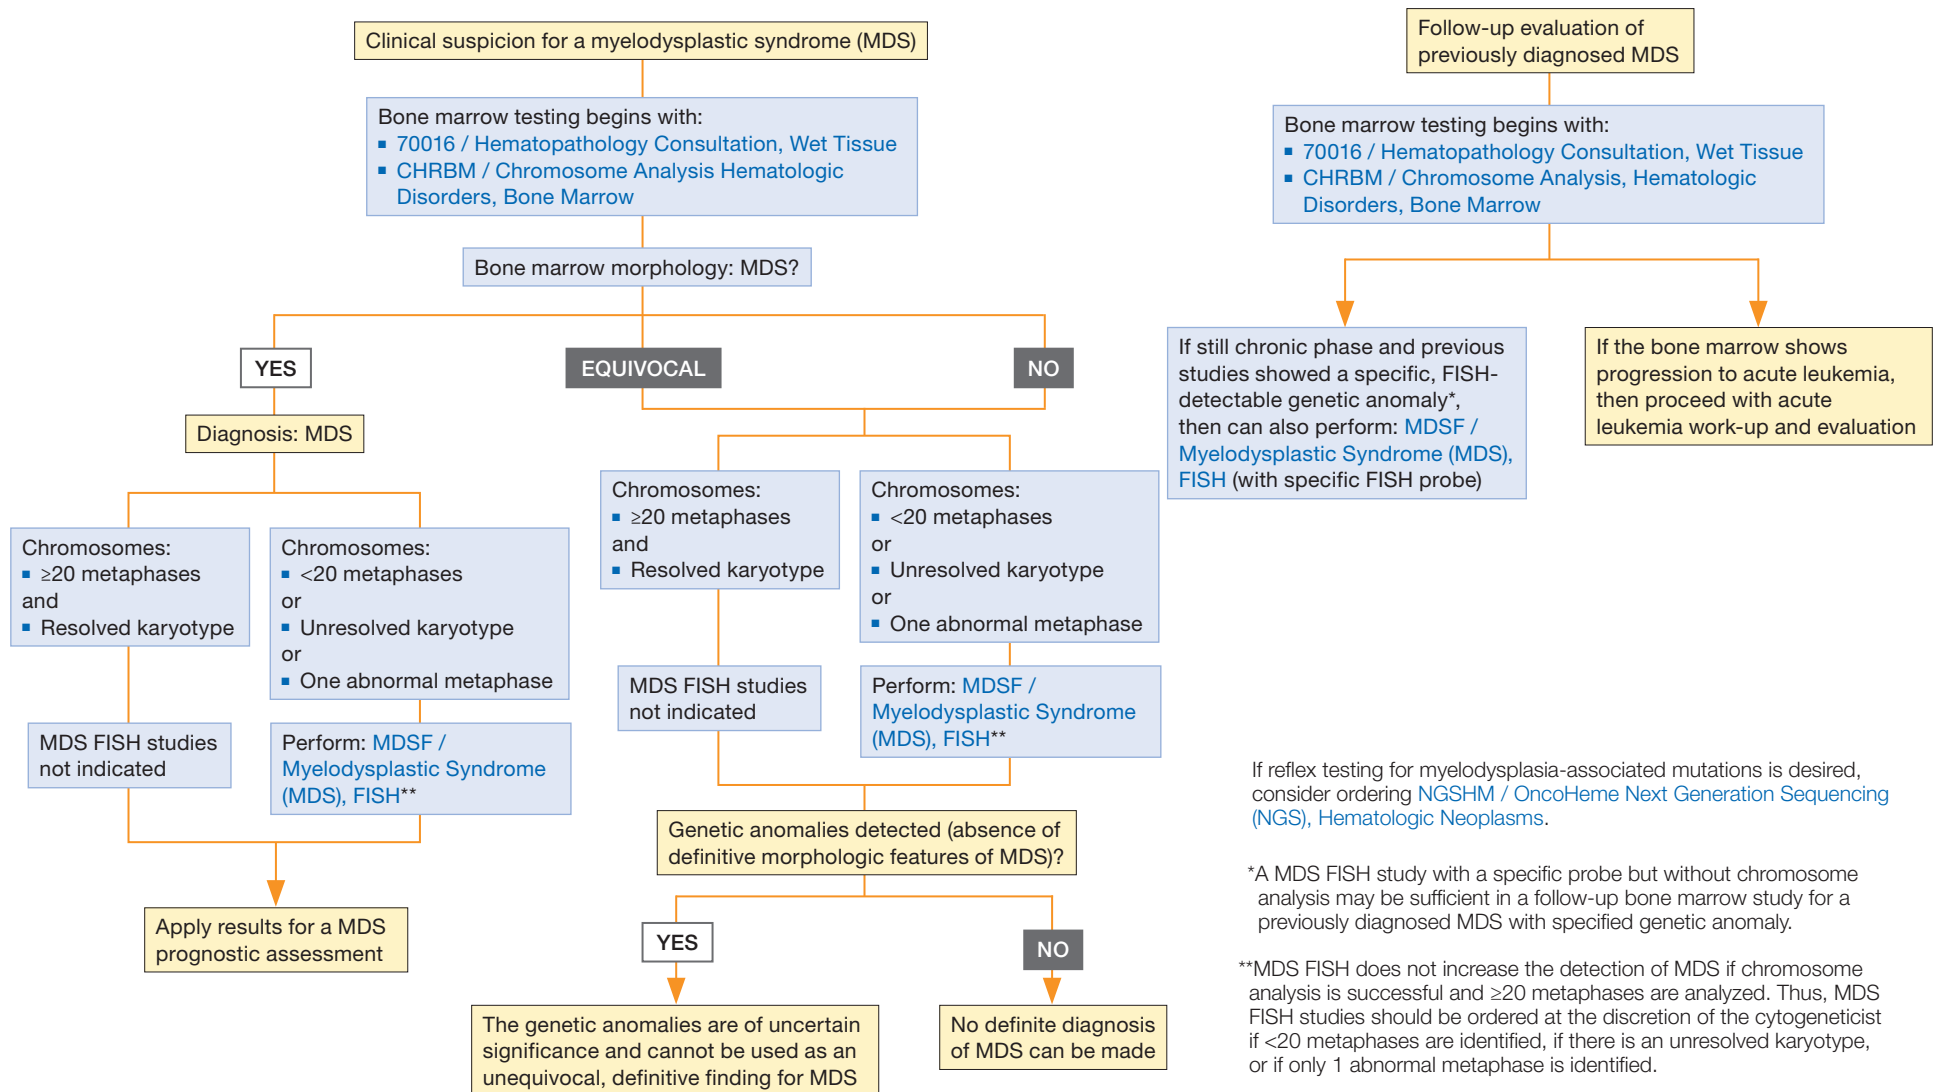 Clinical suspicion for a myelodysplastic syndrome (MDS)
Bone marrow testing begins with:
▪ 70016 / Hematopathology Consultation, Wet Tissue
▪ CHRBM / Chromosome Analysis Hematologic
Disorders, Bone Marrow
Bone marrow morphology: MDS?
YES
EQUIVOCAL
NO
Diagnosis: MDS
Chromosomes:
▪ ≥20 metaphases
and
▪ Resolved karyotype
Chromosomes:
▪ <20 metaphases
or
▪ Unresolved karyotype
or
▪ One abnormal metaphase
MDS FISH studies
not indicated
Perform: MDSF /
Myelodysplastic Syndrome
(MDS), FISH**
Apply results for a MDS
prognostic assessment
Chromosomes:
▪ ≥20 metaphases
and
▪ Resolved karyotype
Chromosomes:
▪ <20 metaphases
or
▪ Unresolved karyotype
or
▪ One abnormal metaphase
MDS FISH studies
not indicated
Perform: MDSF /
Myelodysplastic Syndrome
(MDS), FISH**
Genetic anomalies detected (absence of
definitive morphologic features of MDS)?
YES
NO
The genetic anomalies are of uncertain
significance and cannot be used as an
unequivocal, definitive finding for MDS
No definite diagnosis
of MDS can be made
Follow-up evaluation of
previously diagnosed MDS
Bone marrow testing begins with:
▪ 70016 / Hematopathology Consultation, Wet Tissue
▪ CHRBM / Chromosome Analysis, Hematologic
Disorders, Bone Marrow
If still chronic phase and previous
studies showed a specific, FISH-
detectable genetic anomaly*,
then can also perform: MDSF /
Myelodysplastic Syndrome (MDS),
FISH (with specific FISH probe)
If the bone marrow shows
progression to acute leukemia,
then proceed with acute
leukemia work-up and evaluation
If reflex testing for myelodysplasia-associated mutations is desired,
consider ordering NGSHM / OncoHeme Next Generation Sequencing
(NGS), Hematologic Neoplasms.
*A MDS FISH study with a specific probe but without chromosome
analysis may be sufficient in a follow-up bone marrow study for a
previously diagnosed MDS with specified genetic anomaly.
**MDS FISH does not increase the detection of MDS if chromosome
analysis is successful and ≥20 metaphases are analyzed. Thus, MDS
FISH studies should be ordered at the discretion of the cytogeneticist
if <20 metaphases are identified, if there is an unresolved karyotype,
or if only 1 abnormal metaphase is identified.